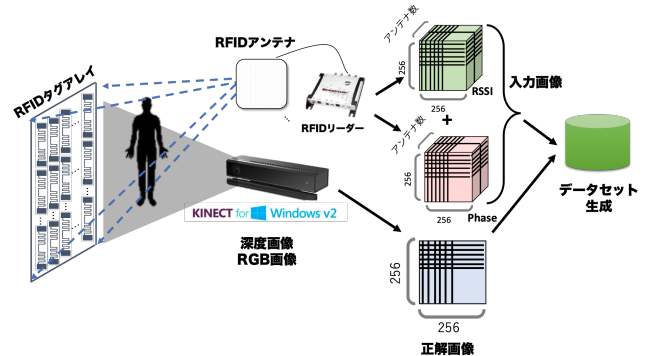 RFIDタグアレイ
RFIDアンテナ
RFIDリーダー
KINECT for Windows v2
深度画像
RGB画像
アンテナ数
256
256
RSSI
+
アンテナ数
256
256
Phase
入力画像
256
256
正解画像
データセット
生成